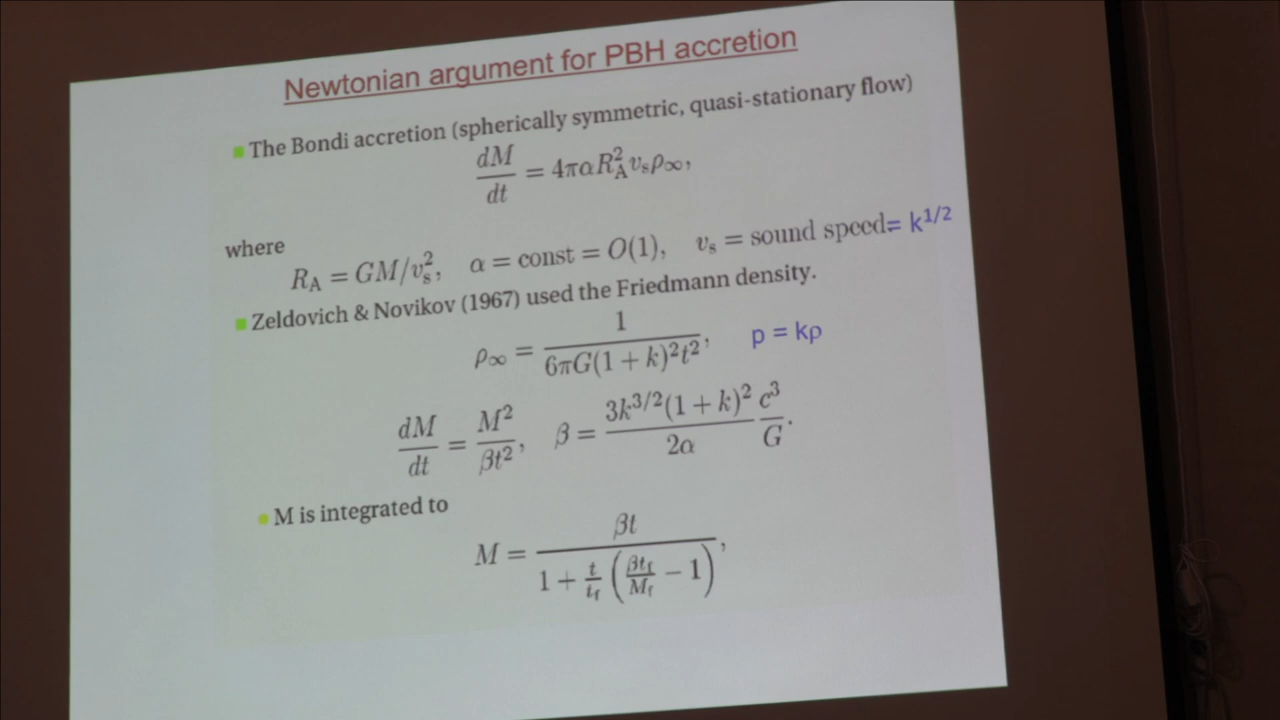 Newtonian argument for PBH accretion
■ The Bondi accretion (spherically symmetric, quasi-stationary flow)
dM/dt = 4παR_A^2 v_s ρ_∞,
where
R_A = GM/v_s^2, α = const = O(1), v_s = sound speed = k^{1/2}
■ Zeldovich & Novikov (1967) used the Friedmann density.
ρ_∞ = 1/(6πG(1 + k)^2 t^2), p = kρ
dM/dt = M^2/(βt^2), β = (3k^{3/2}(1 + k)^2/2α) (c^3/G).
■ M is integrated to
M = βt/(1 + (t/t_f)(βt_f/M_f − 1)),